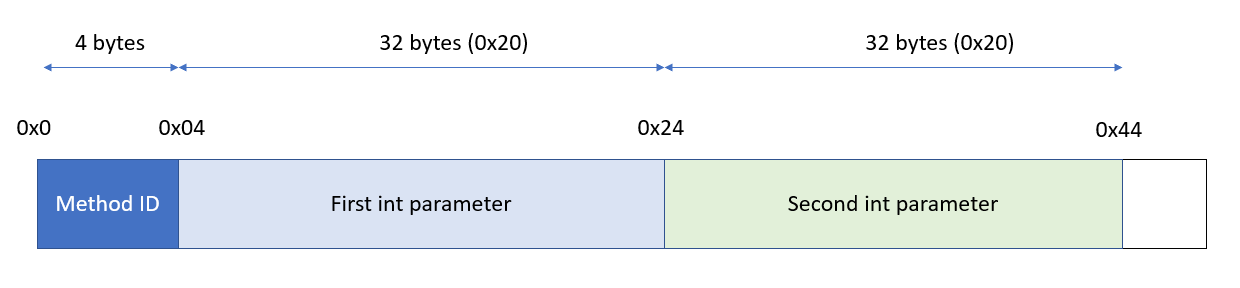 4 bytes
32 bytes (0x20)
32 bytes (0x20)
0x0
0x04
0x24
0x44
Method ID
First int parameter
Second int parameter